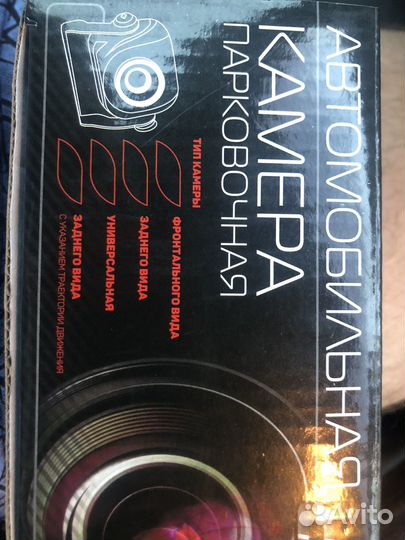 АВТОМОБИЛЬНАЯ
КАМЕРА
ПАРКОВОЧНАЯ
ТИП КАМЕРЫ
ФРОНТАЛЬНОГО ВИДА
ЗАДНЕГО ВИДА
УНИВЕРСАЛЬНАЯ
ЗАДНЕГО ВИДА
С УКАЗАНИЕМ ТРАЕКТОРИИ ДВИЖЕНИЯ
Avito